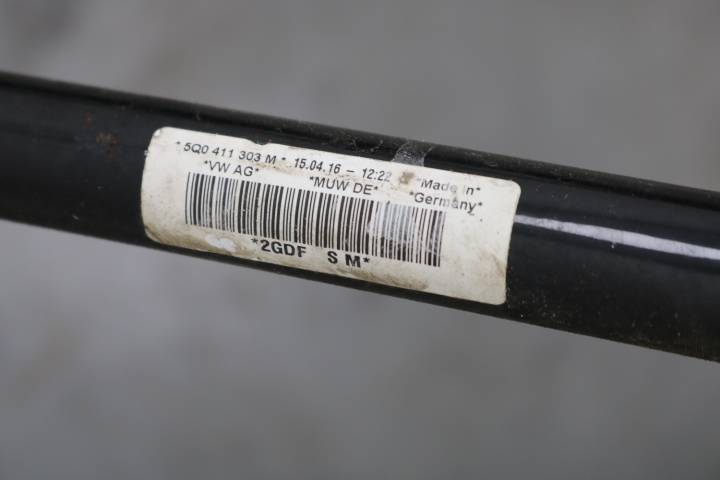 *5Q0 411 303 M* 15.04.16 - 12:22 *Made in*
*VW AG* *MUW DE* *Germany*
*2GDF S M*